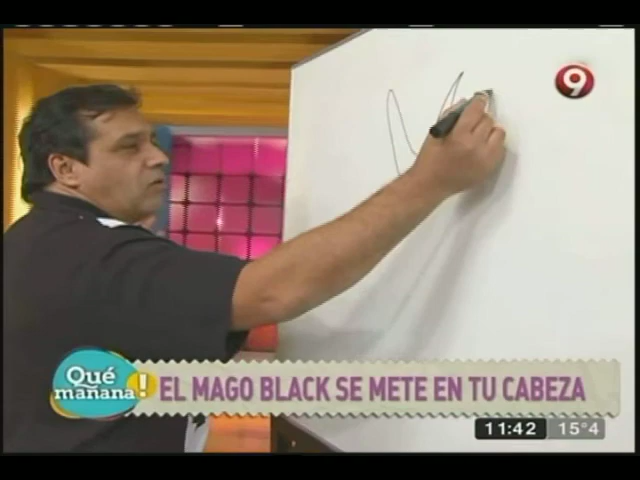 9
Qué
mañana!
EL MAGO BLACK SE METE EN TU CABEZA
11:42 15°4